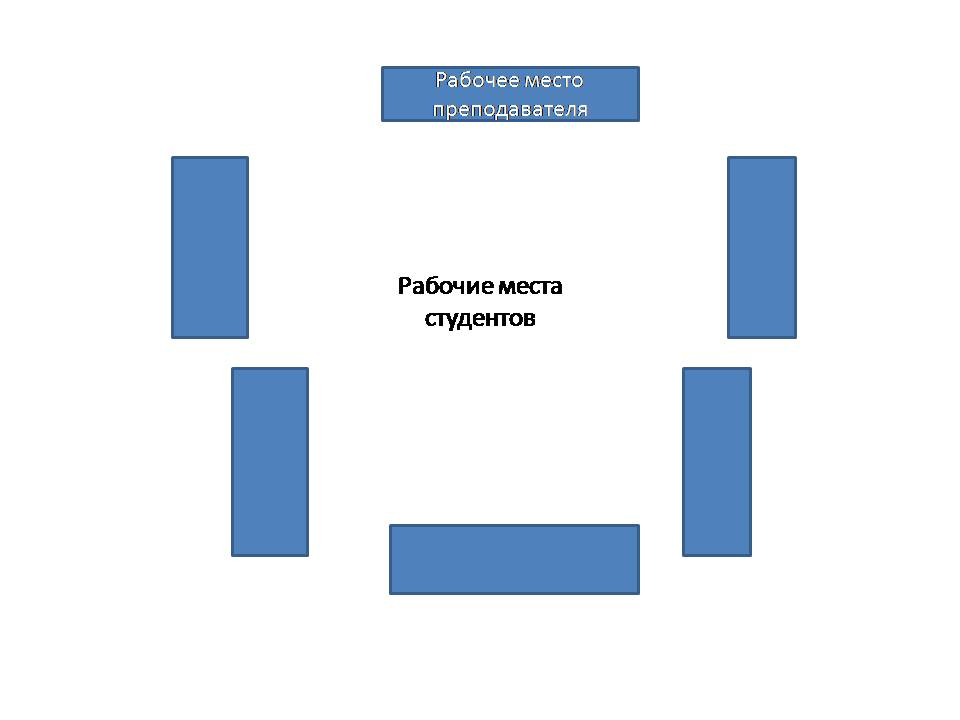 Рабочее место
преподавателя
Рабочие места
студентов